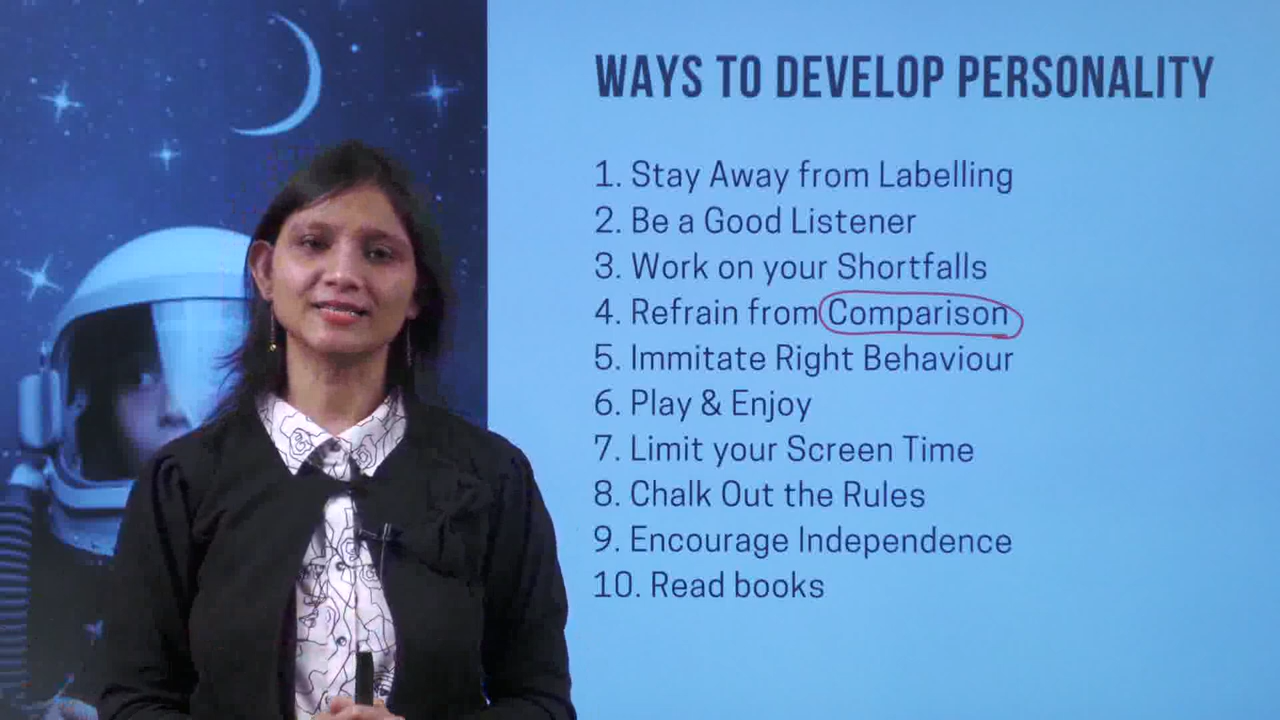 WAYS TO DEVELOP PERSONALITY
1. Stay Away from Labelling
2. Be a Good Listener
3. Work on your Shortfalls
4. Refrain from Comparison
5. Immitate Right Behaviour
6. Play & Enjoy
7. Limit your Screen Time
8. Chalk Out the Rules
9. Encourage Independence
10. Read books